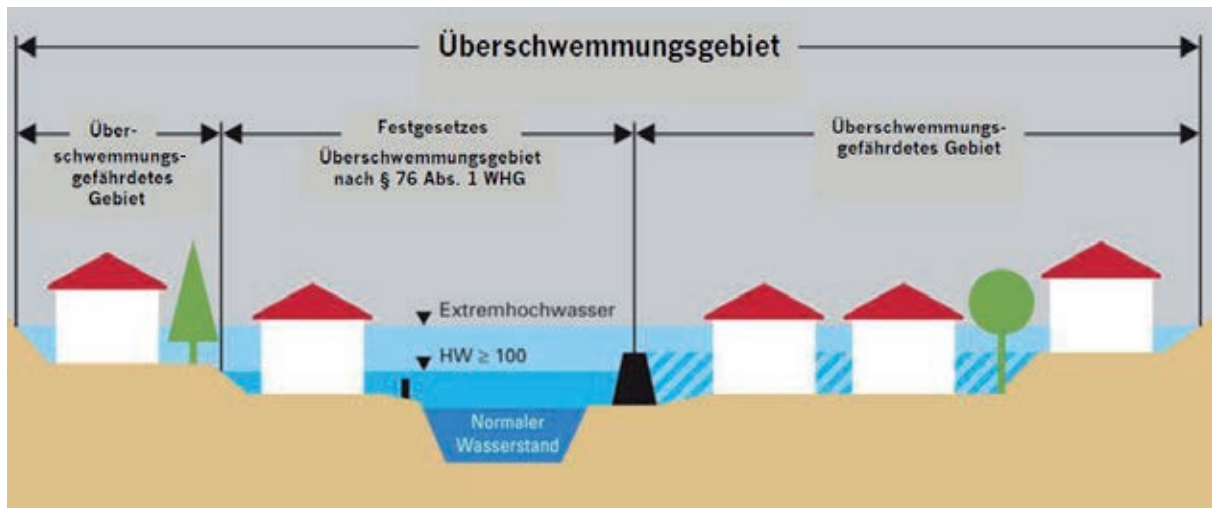 Überschwemmungsgebiet
Über-
schwemmungs-
gefährdetes
Gebiet
Festgesetzes
Überschwemmungsgebiet
nach § 76 Abs. 1 WHG
Überschwemmungs-
gefährdetes Gebiet
Extremhochwasser
HW ≥ 100
Normaler
Wasserstand